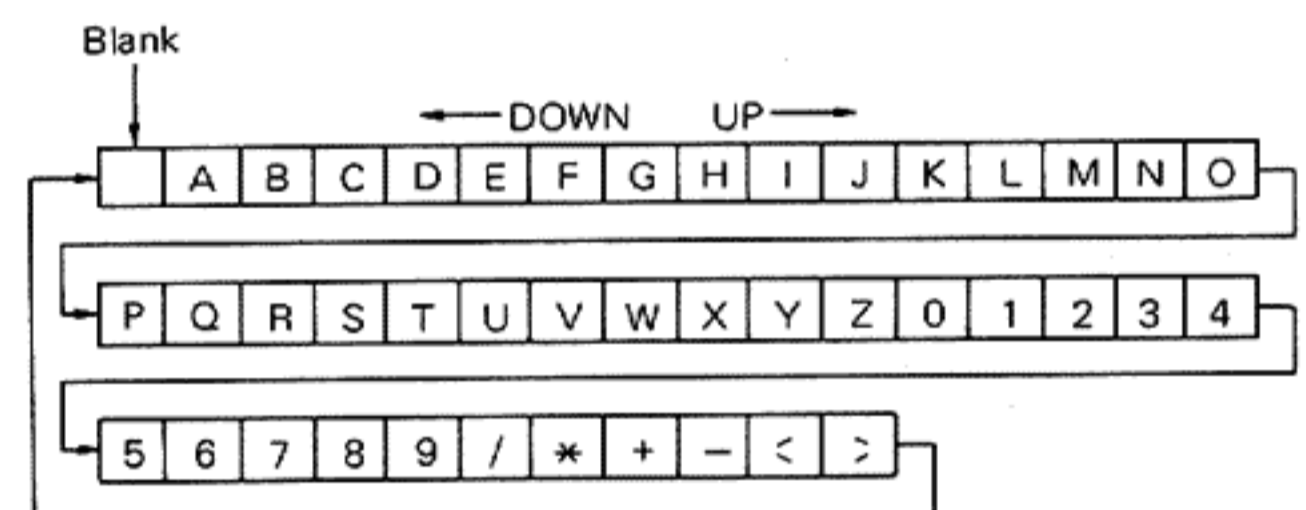 Blank
DOWN UP
A B C D E F G H I J K L M N O
P Q R S T U V W X Y Z 0 1 2 3 4
5 6 7 8 9 / * + − < >